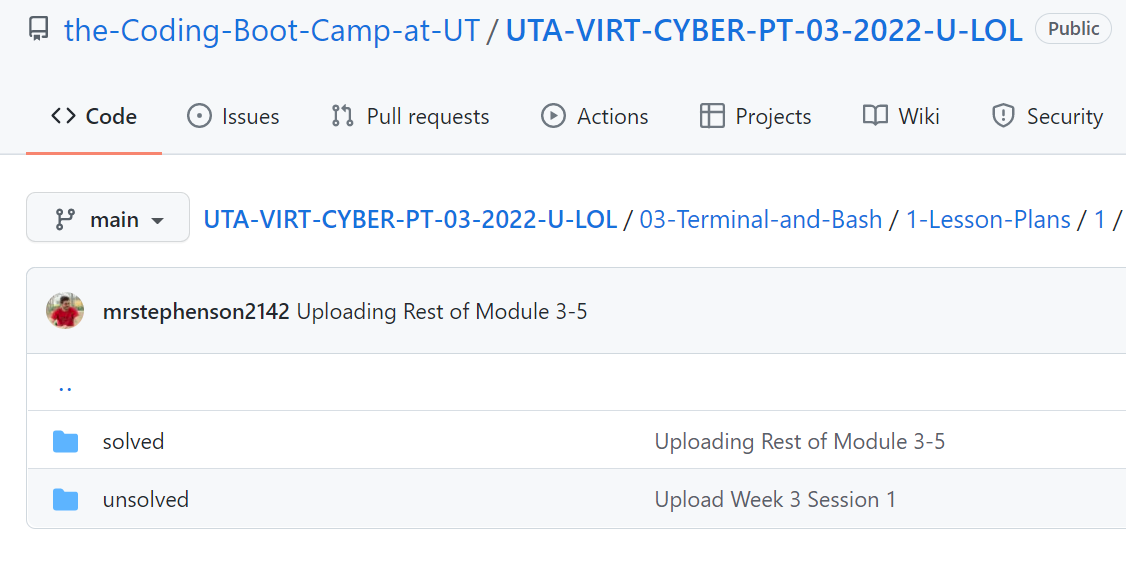 the-Coding-Boot-Camp-at-UT / UTA-VIRT-CYBER-PT-03-2022-U-LOL Public
Code Issues Pull requests Actions Projects Wiki Security
main UTA-VIRT-CYBER-PT-03-2022-U-LOL / 03-Terminal-and-Bash / 1-Lesson-Plans / 1 /
mrstephenson2142 Uploading Rest of Module 3-5
..
solved Uploading Rest of Module 3-5
unsolved Upload Week 3 Session 1